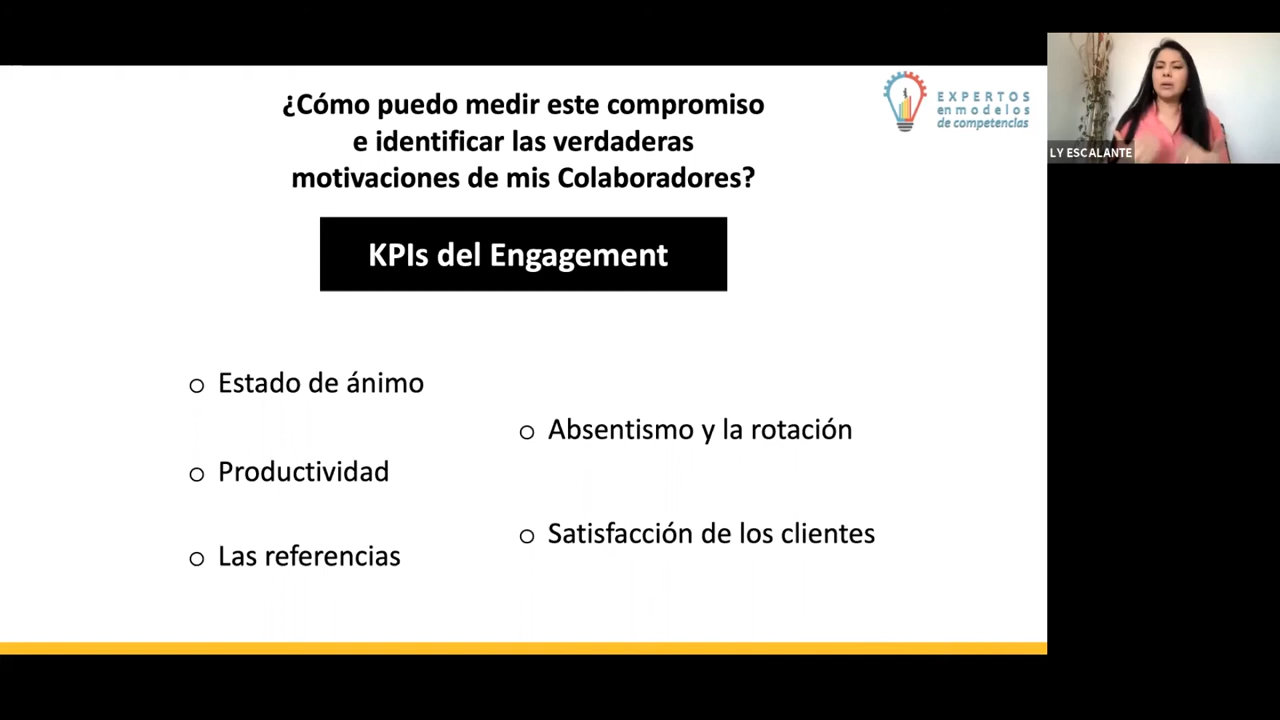 ¿Cómo puedo medir este compromiso
e identificar las verdaderas
motivaciones de mis Colaboradores?
EXPERTOS
en modelos
de competencias
LY ESCALANTE
KPIs del Engagement
o Estado de ánimo
o Absentismo y la rotación
o Productividad
o Satisfacción de los clientes
o Las referencias